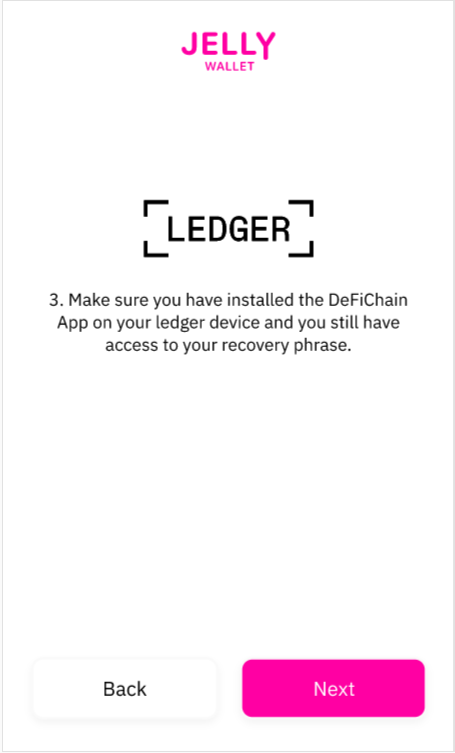 JELLY
WALLET
LEDGER
3. Make sure you have installed the DeFiChain
App on your ledger device and you still have
access to your recovery phrase.
Back
Next